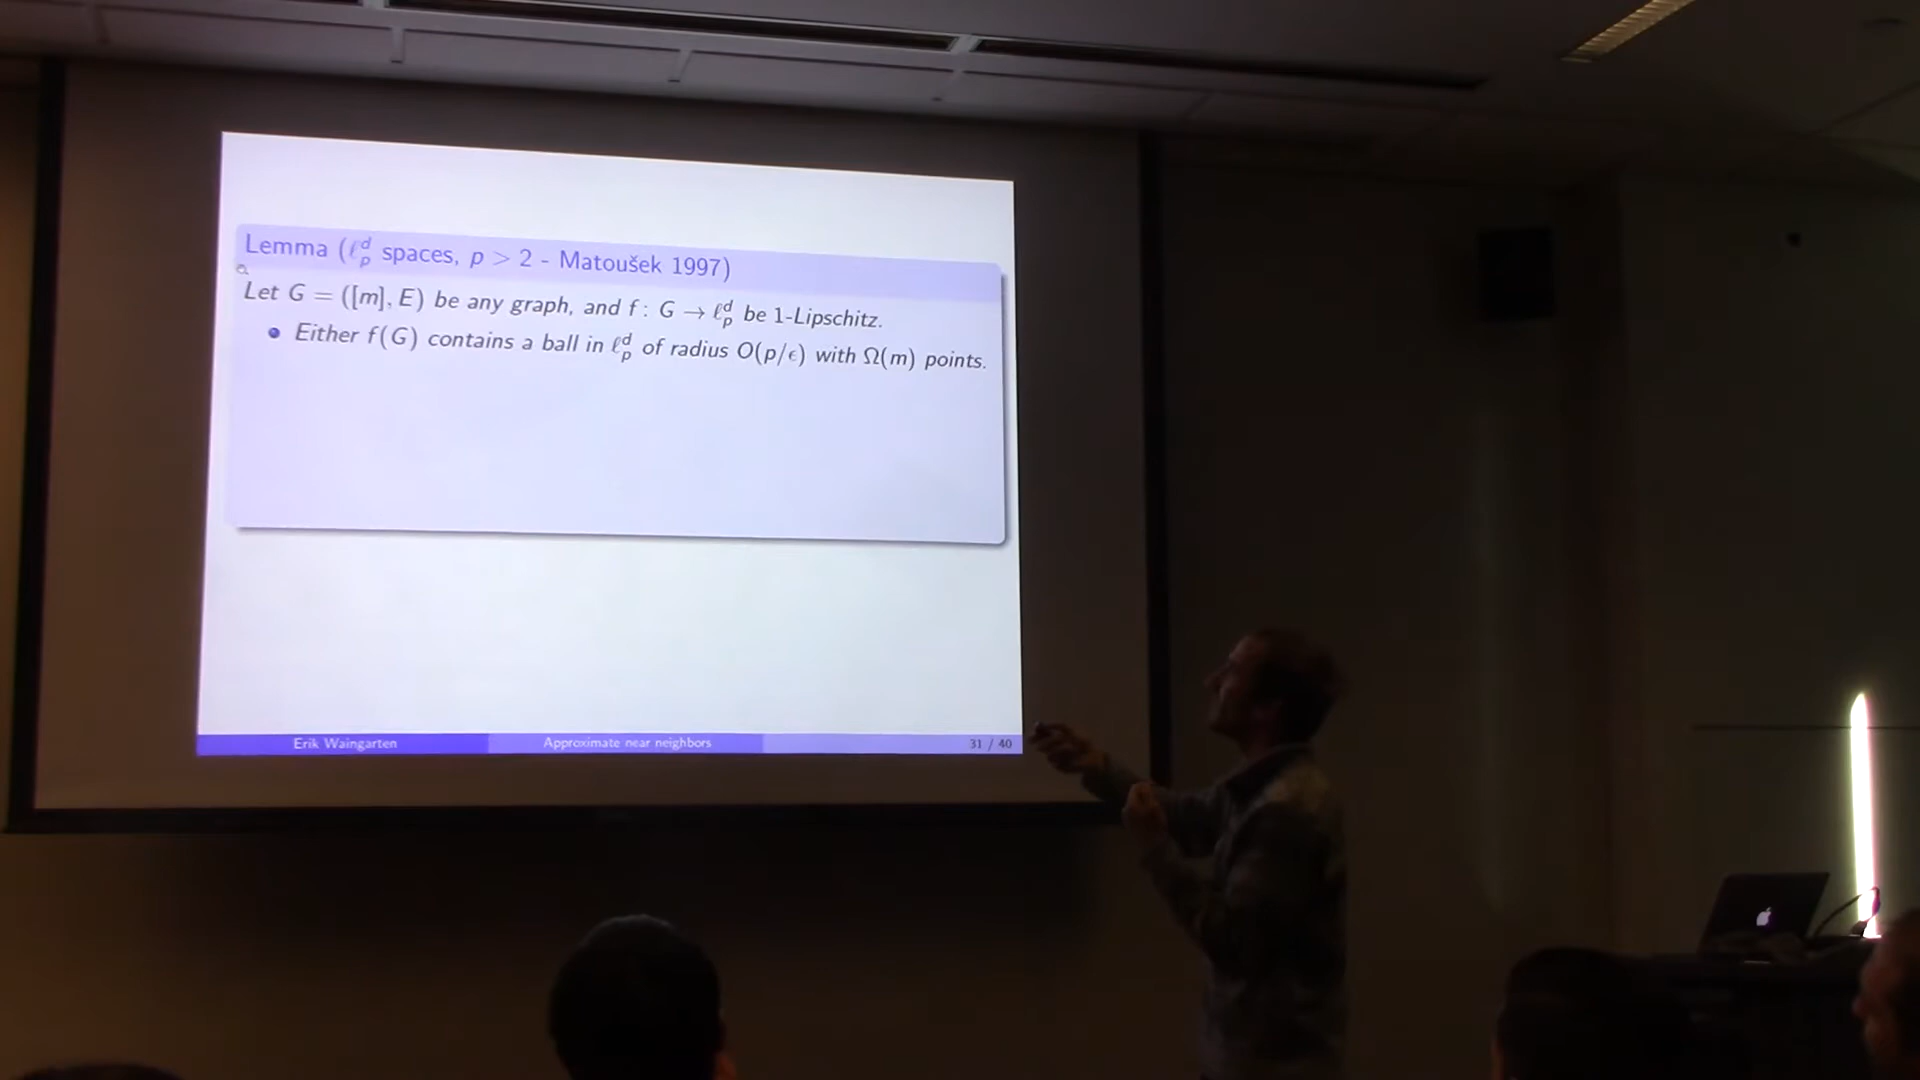 Lemma (ℓ_p^d spaces, p > 2 - Matoušek 1997)
Let G = ([m], E) be any graph, and f : G → ℓ_p^d be 1-Lipschitz.
• Either f(G) contains a ball in ℓ_p^d of radius O(p/ϵ) with Ω(m) points.
Erik Waingarten Approximate near neighbors 31 / 40